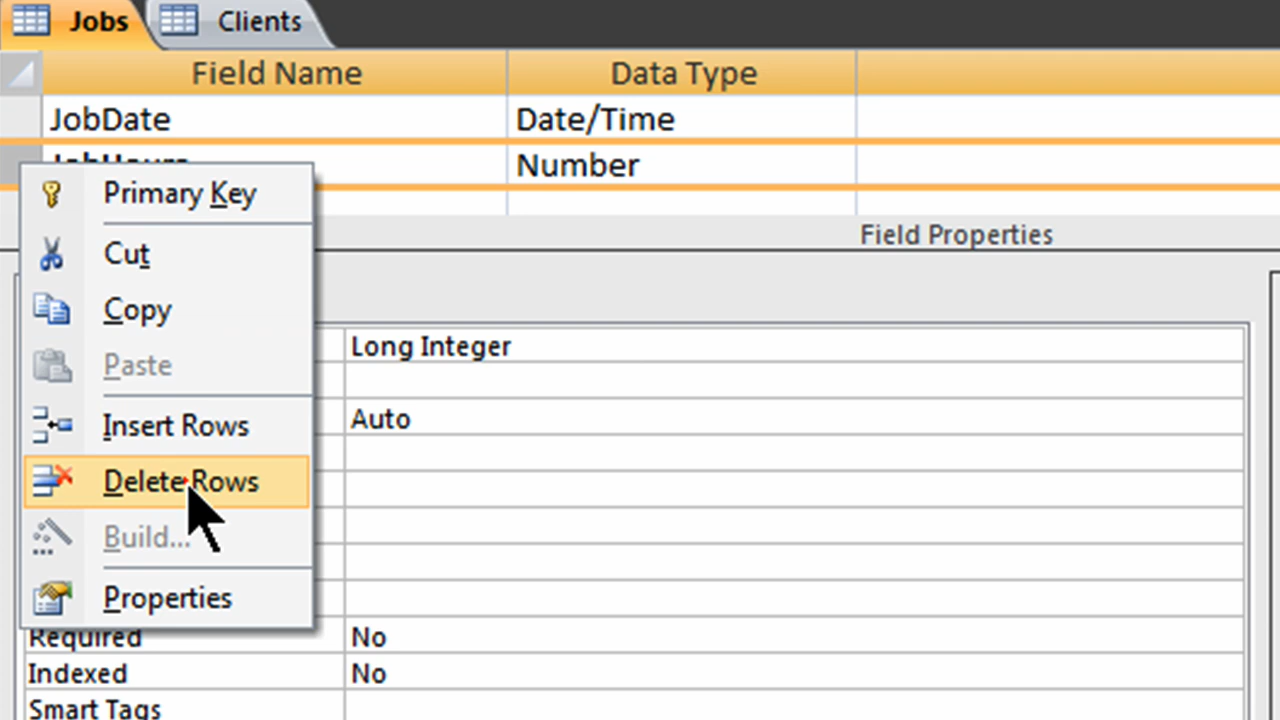 Jobs Clients
Field Name Data Type
JobDate Date/Time
JobHours Number
Primary Key
Field Properties
Cut
Copy
Long Integer
Paste
Auto
Insert Rows
Delete Rows
Build...
Properties
Required No
Indexed No
Smart Tags